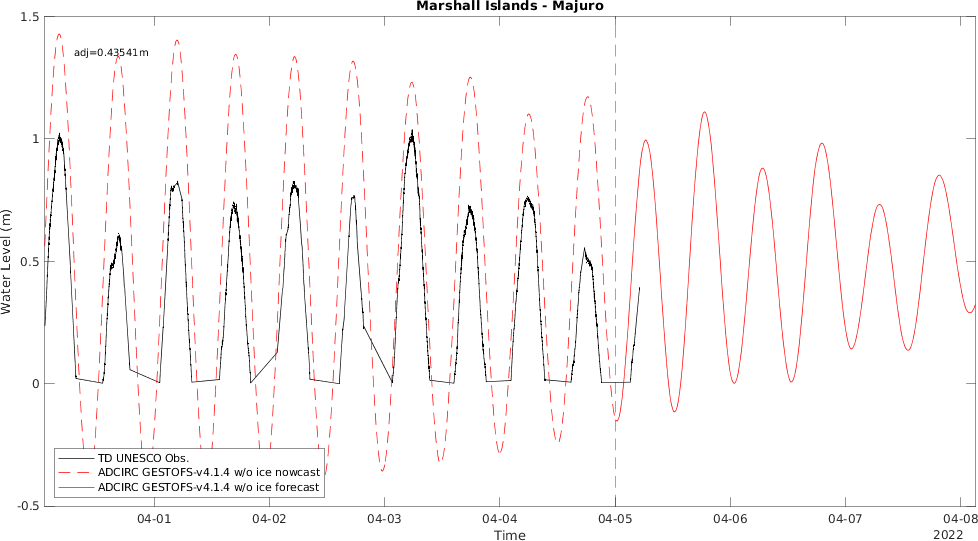 Marshall Islands - Majuro
adj=0.43541m
Water Level (m)
1.5
1
0.5
0
-0.5
TD UNESCO Obs.
ADCIRC GESTOFS-v4.1.4 w/o ice nowcast
ADCIRC GESTOFS-v4.1.4 w/o ice forecast
04-01 04-02 04-03 04-04 04-05 04-06 04-07 04-08
Time
2022